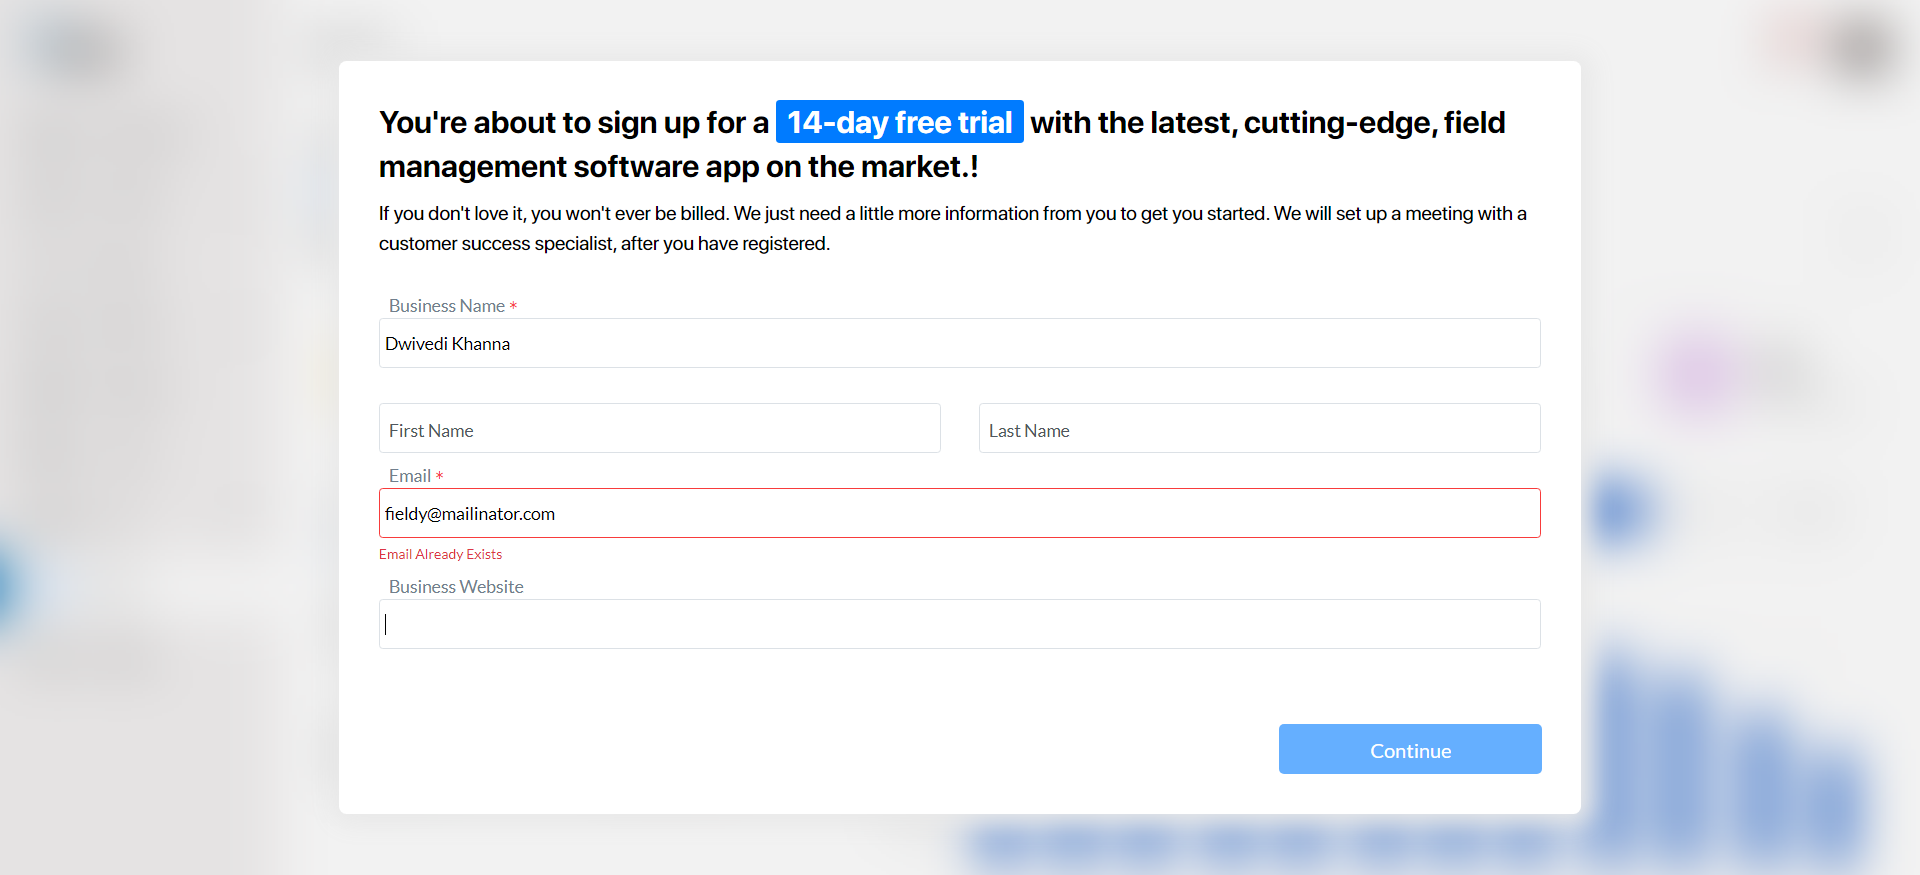 You're about to sign up for a 14-day free trial with the latest, cutting-edge, field
management software app on the market.!
If you don't love it, you won't ever be billed. We just need a little more information from you to get you started. We will set up a meeting with a
customer success specialist, after you have registered.
Business Name *
Dwivedi Khanna
First Name
Last Name
Email *
fieldy@mailinator.com
Email Already Exists
Business Website
Continue